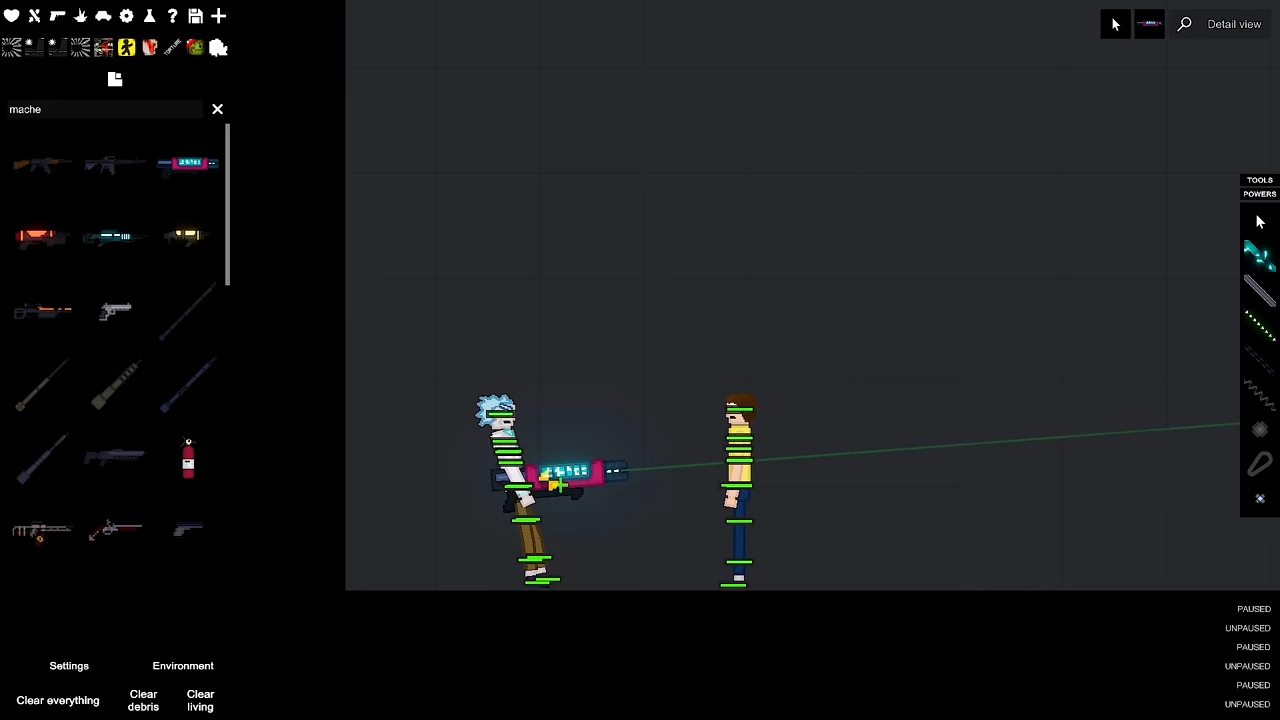 Detail view
mache
TOOLS
POWERS
PAUSED
UNPAUSED
PAUSED
UNPAUSED
PAUSED
UNPAUSED
Settings
Environment
Clear everything
Clear
debris
Clear
living